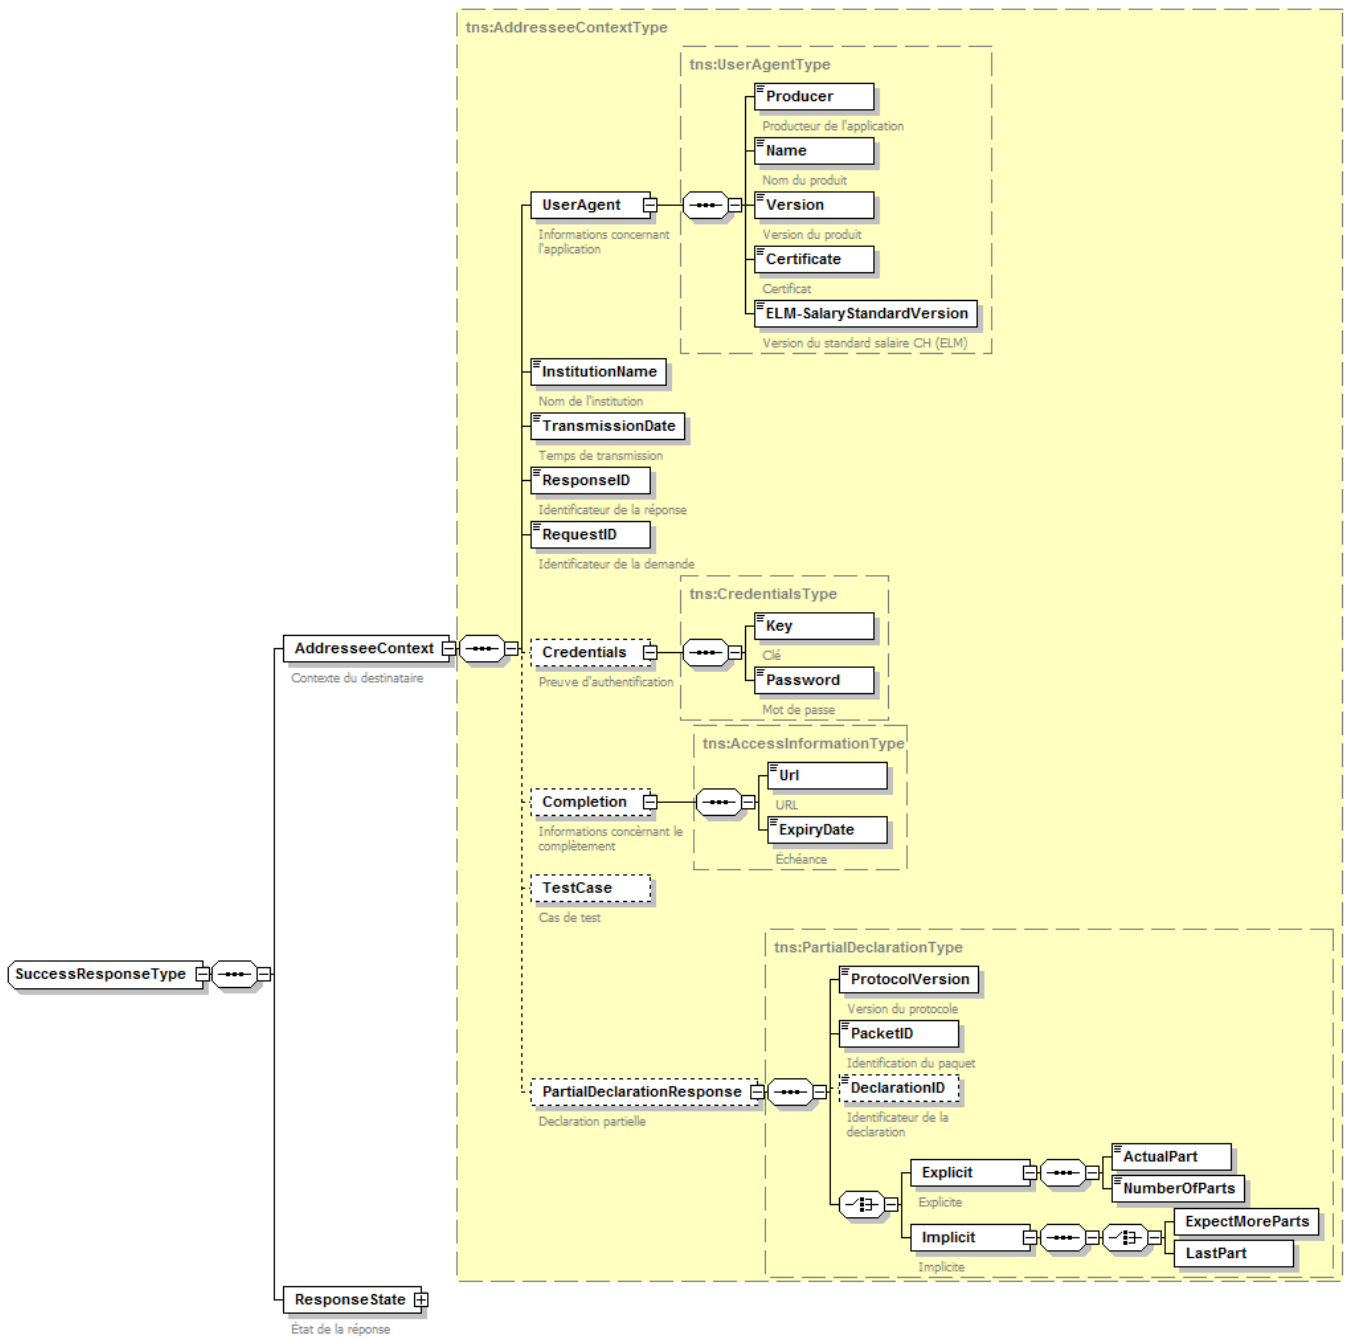 tns:AddresseeContextType
tns:UserAgentType
Producer
Producteur de l'application
Name
Nom du produit
UserAgent
Informations concernant
l'application
Version
Version du produit
Certificate
Certificat
ELM-SalaryStandardVersion
Version du standard salaire CH (ELM)
InstitutionName
Nom de l'institution
TransmissionDate
Temps de transmission
ResponseID
Identificateur de la réponse
RequestID
Identificateur de la demande
tns:CredentialsType
Key
Clé
AddresseeContext
Contexte du destinataire
Credentials
Preuve d'authentification
Password
Mot de passe
tns:AccessInformationType
Url
URL
Completion
Informations concèrnant le
complètement
ExpiryDate
Échéance
TestCase
Cas de test
tns:PartialDeclarationType
SuccessResponseType
ProtocolVersion
Version du protocole
PacketID
Identification du paquet
PartialDeclarationResponse
Declaration partielle
DeclarationID
Identificateur de la
declaration
Explicit
Explicite
ActualPart
NumberOfParts
Implicit
Implicite
ExpectMoreParts
LastPart
ResponseState
État de la réponse